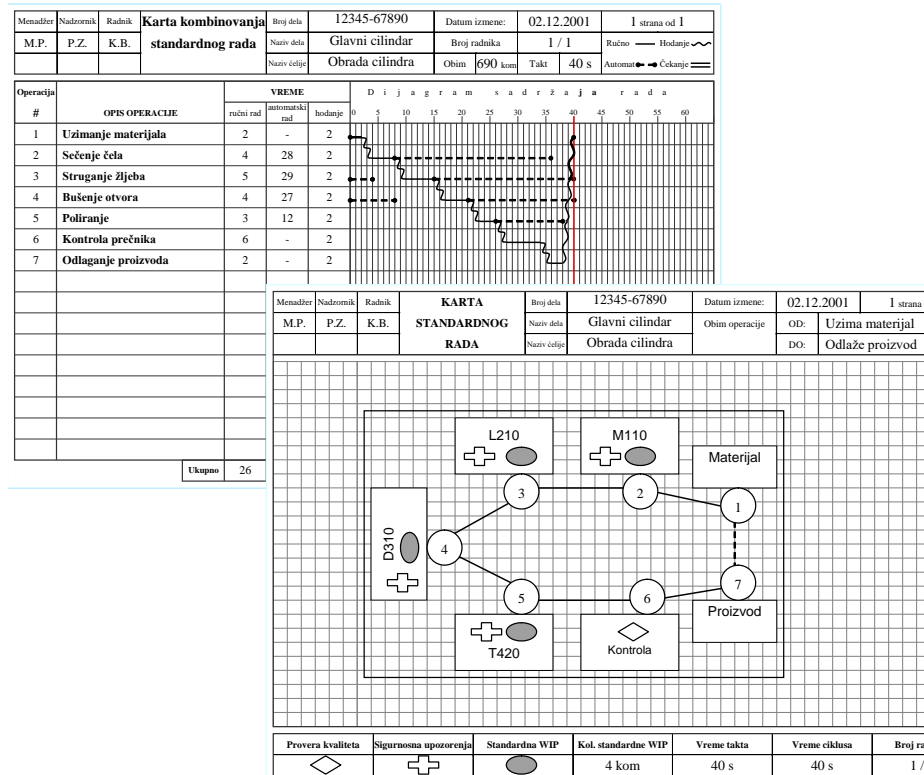 Menadžer Nadzornik Radnik Karta kombinovanja Broj dela 12345-67890 Datum izmene: 02.12.2001 1 strana od 1
M.P. P.Z. K.B. standardnog rada Naziv dela Glavni cilindar Broj radnika 1 / 1 Ručno Hodanje
Naziv ćelije Obrada cilindra Obim 690 kom Takt 40 s Automat Čekanje
Operacija VREME Dijagram sadržaja rada
# OPIS OPERACIJE ručni rad automatski rad hodanje 0 5 10 15 20 25 30 35 40 45 50 55 60
1 Uzimanje materijala 2 - 2
2 Sečenje čela 4 28 2
3 Struganje žljeba 5 29 2
4 Bušenje otvora 4 27 2
5 Poliranje 3 12 2
6 Kontrola prečnika 6 - 2
7 Odlaganje proizvoda 2 - 2
Ukupno 26
Menadžer Nadzornik Radnik KARTA Broj dela 12345-67890 Datum izmene: 02.12.2001 1 strana
M.P. P.Z. K.B. STANDARDNOG Naziv dela Glavni cilindar Obim operacije OD: Uzima materijal
RADA Naziv ćelije Obrada cilindra DO: Odlaže proizvod
L210 M110
Materijal
3 2
1
D310 4
7
5 6
Proizvod
T420 Kontrola
Provera kvaliteta Sigurnosna upozorenja Standardna WIP Kol. standardne WIP Vreme takta Vreme ciklusa
4 kom 40 s 40 s 1 /